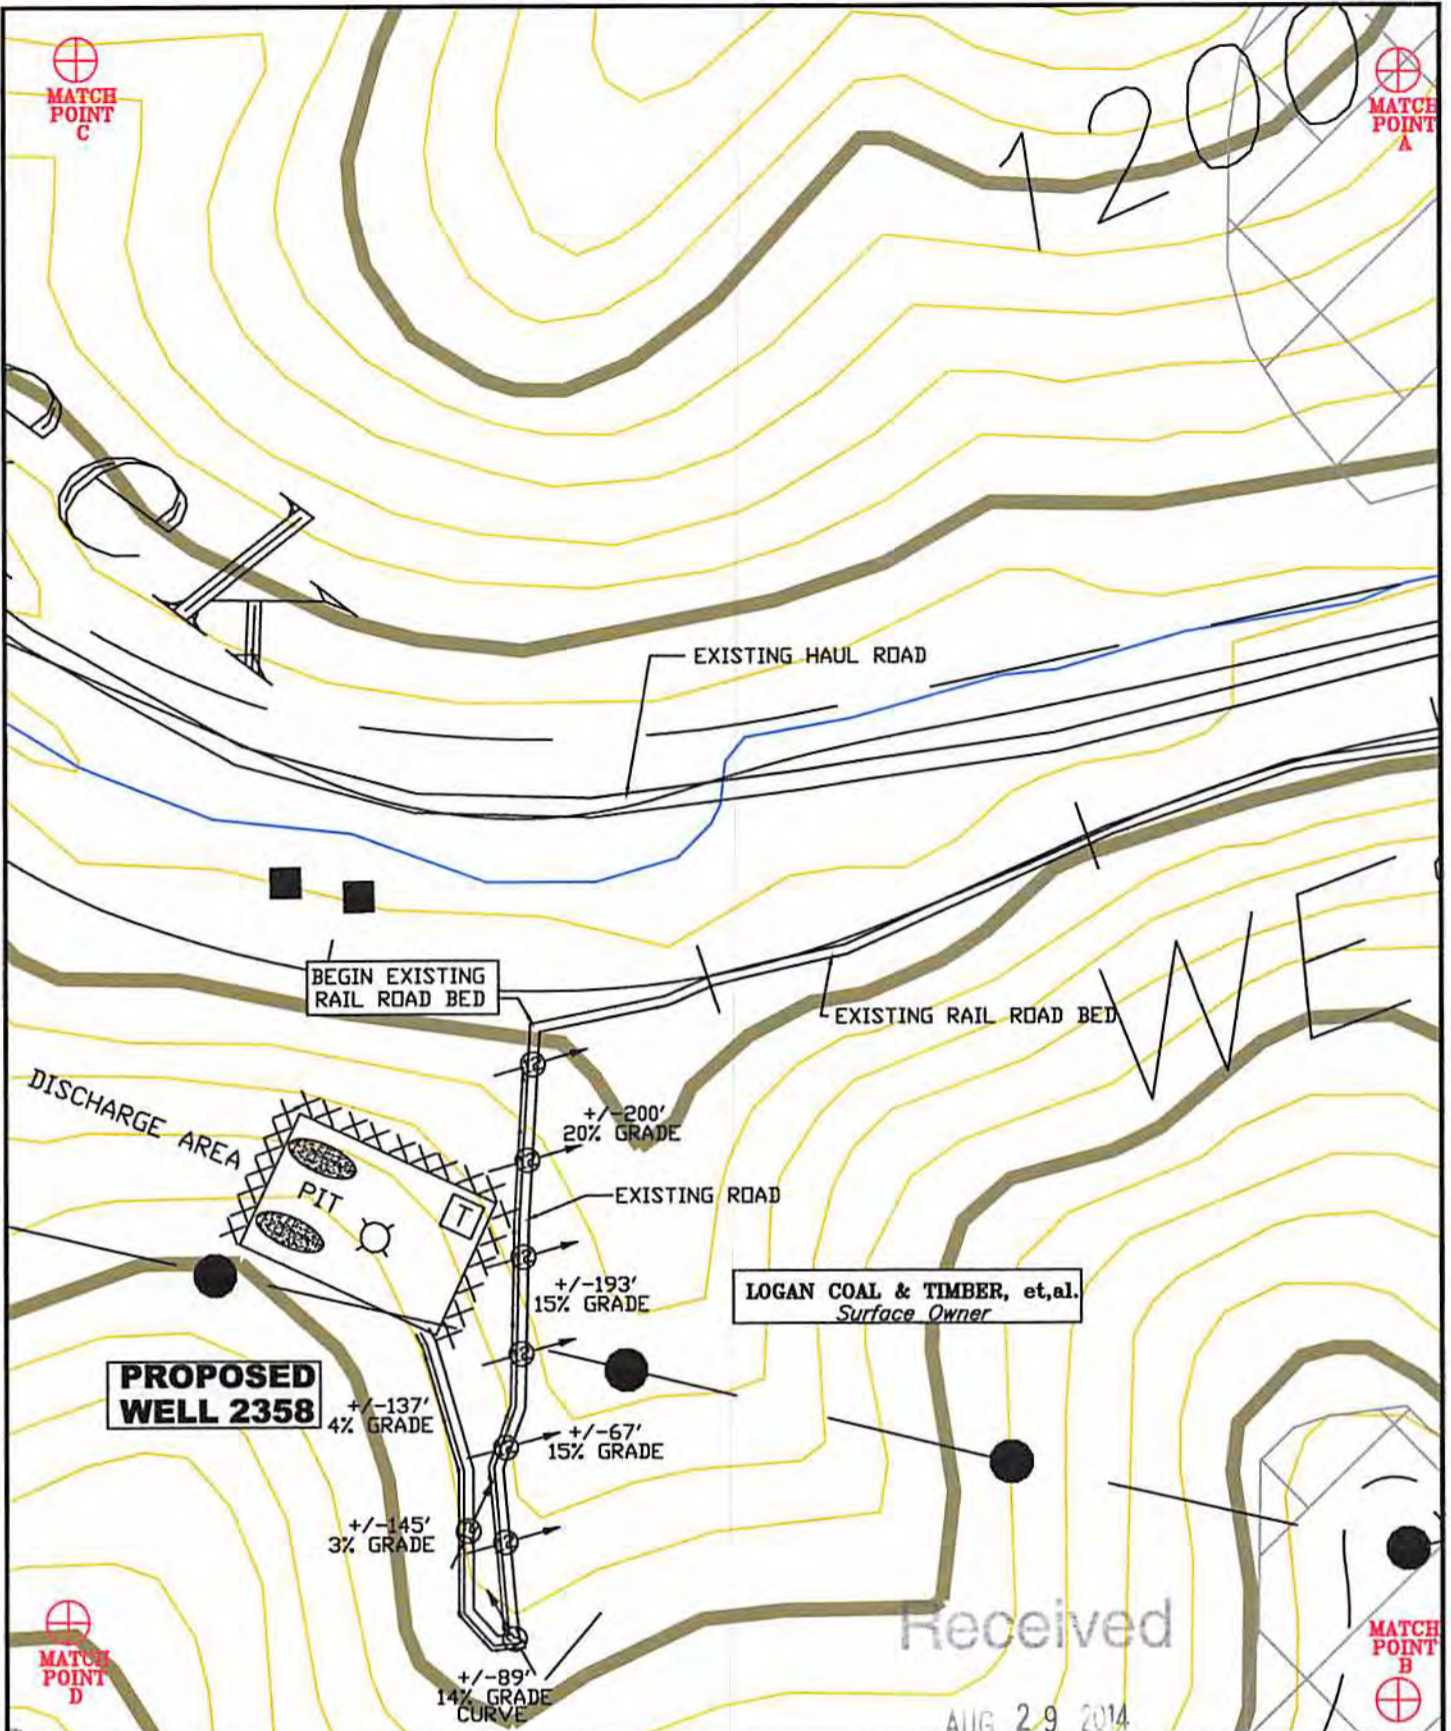 MATCH
POINT
C
1200
MATCH
POINT
A
CK
EXISTING HAUL ROAD
BEGIN EXISTING
RAIL ROAD BED
EXISTING RAIL ROAD BED
WE
DISCHARGE AREA
PIT
T
+/-200'
20% GRADE
EXISTING ROAD
+/-193'
15% GRADE
LOGAN COAL & TIMBER, et,al.
Surface Owner
PROPOSED
WELL 2358
+/-137'
4% GRADE
+/-67'
15% GRADE
+/-145'
3% GRADE
+/-89'
14% GRADE
CURVE
MATCH
POINT
D
Received
AUG 29 2014
MATCH
POINT
B